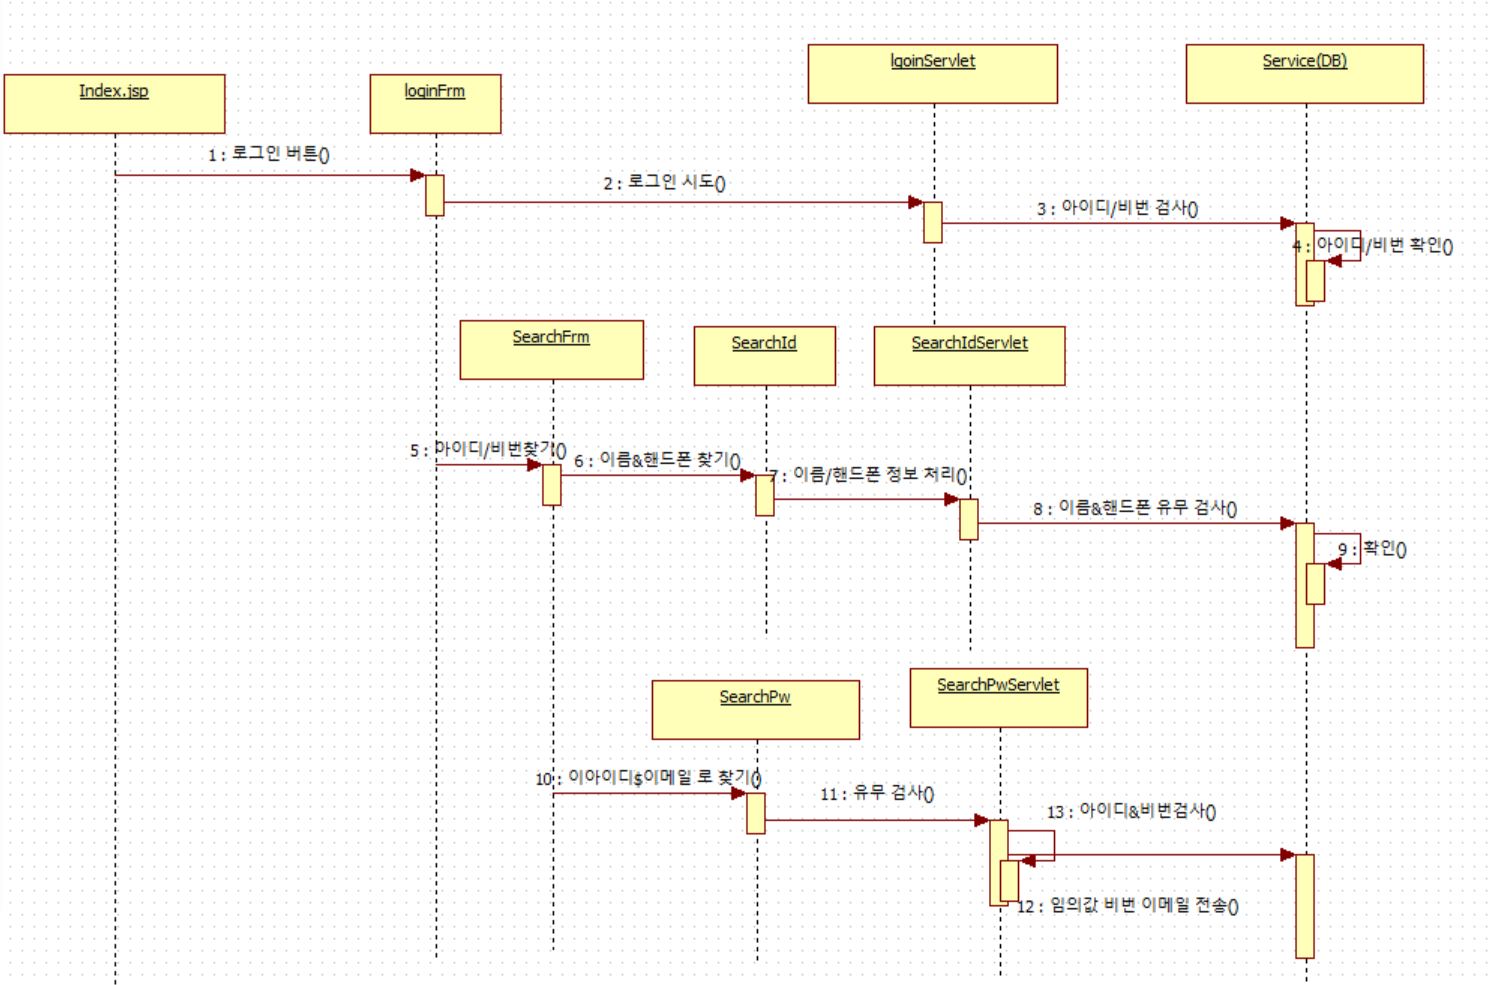 Index.jsp
loginFrm
lgoinServlet
Service(DB)
1 : 로그인 버튼()
2 : 로그인 시도()
3 : 아이디/비번 검사()
4 : 아이디/비번 확인()
SearchFrm
SearchId
SearchIdServlet
5 : 아이디/비번찾기()
6 : 이름&핸드폰 찾기()
7 : 이름/핸드폰 정보 처리()
8 : 이름&핸드폰 유무 검사()
9 : 확인()
SearchPw
SearchPwServlet
10 : 이아이디$이메일 로 찾기()
11 : 유무 검사()
13 : 아이디&비번검사()
12 : 임의값 비번 이메일 전송()